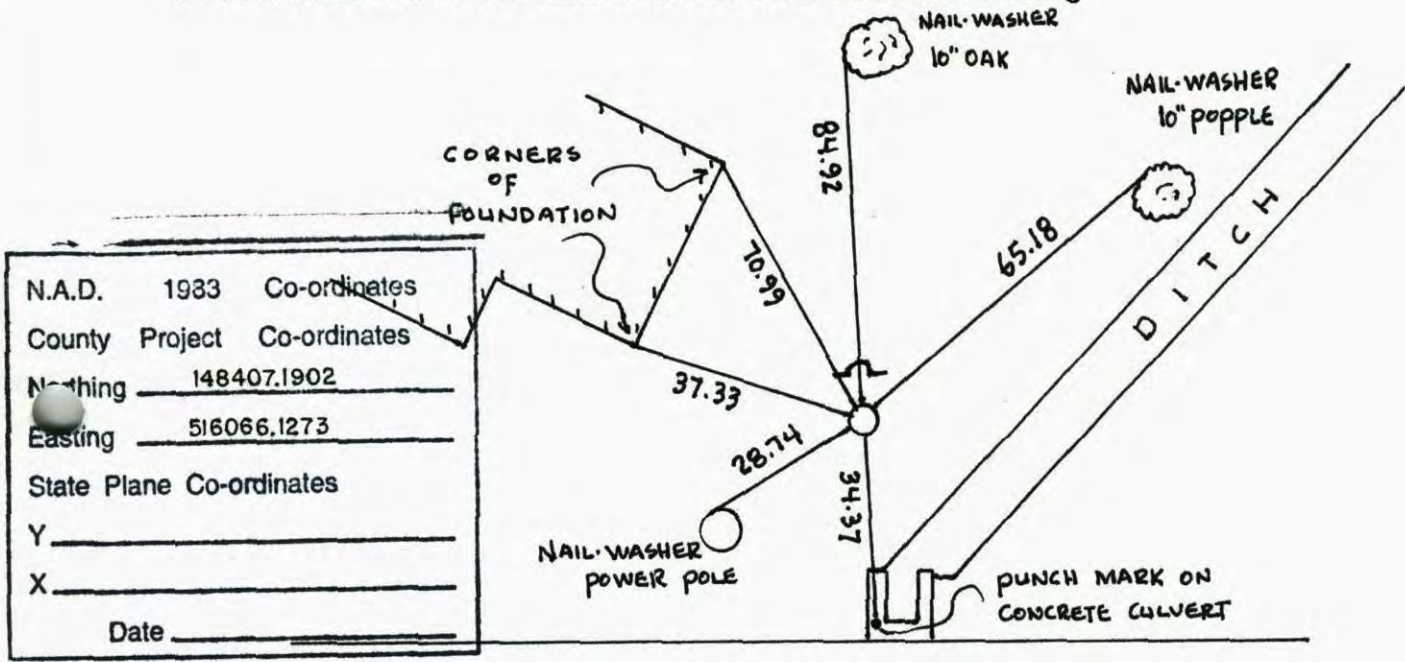 NAIL·WASHER
10" OAK
NAIL·WASHER
10" POPPLE
CORNERS
OF
FOUNDATION
84.92
70.99
65.18
37.33
28.74
34.37
DITCH
NAIL·WASHER
POWER POLE
PUNCH MARK ON
CONCRETE CULVERT
N.A.D. 1983 Co-ordinates
County Project Co-ordinates
Northing 148407.1902
Easting 516066.1273
State Plane Co-ordinates
Y
X
Date